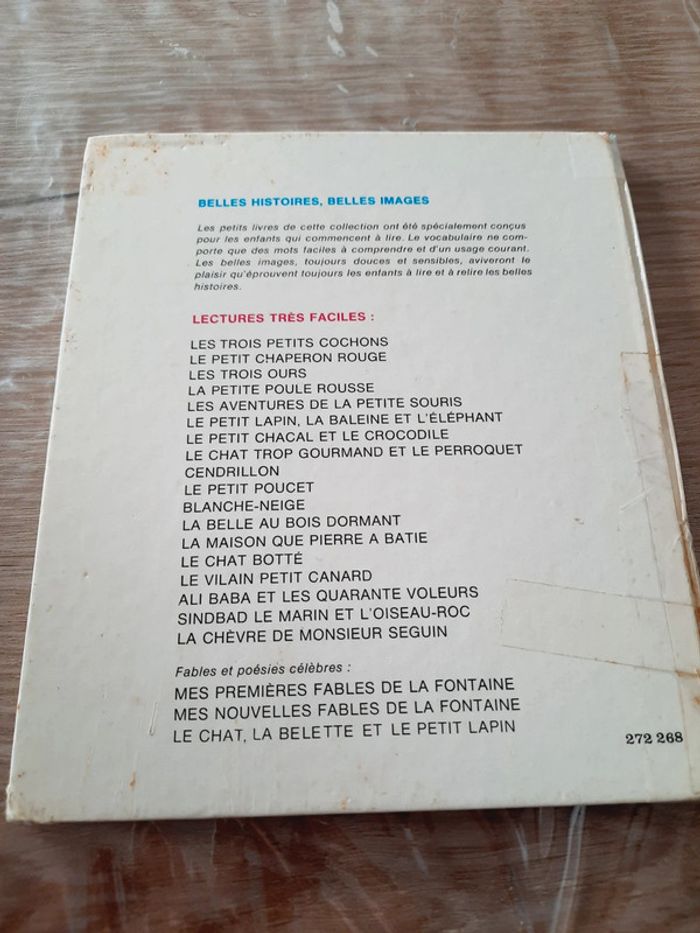 BELLES HISTOIRES, BELLES IMAGES
Les petits livres de cette collection ont été spécialement conçus
pour les enfants qui commencent à lire. Le vocabulaire ne com-
porte que des mots faciles à comprendre et d'un usage courant.
Les belles images, toujours douces et sensibles, aviveront le
plaisir qu'éprouvent toujours les enfants à lire et à relire les belles
histoires.
LECTURES TRÈS FACILES :
LES TROIS PETITS COCHONS
LE PETIT CHAPERON ROUGE
LES TROIS OURS
LA PETITE POULE ROUSSE
LES AVENTURES DE LA PETITE SOURIS
LE PETIT LAPIN, LA BALEINE ET L'ÉLÉPHANT
LE PETIT CHACAL ET LE CROCODILE
LE CHAT TROP GOURMAND ET LE PERROQUET
CENDRILLON
LE PETIT POUCET
BLANCHE-NEIGE
LA BELLE AU BOIS DORMANT
LA MAISON QUE PIERRE A BATIE
LE CHAT BOTTÉ
LE VILAIN PETIT CANARD
ALI BABA ET LES QUARANTE VOLEURS
SINDBAD LE MARIN ET L'OISEAU-ROC
LA CHÈVRE DE MONSIEUR SEGUIN
Fables et poésies célèbres :
MES PREMIÈRES FABLES DE LA FONTAINE
MES NOUVELLES FABLES DE LA FONTAINE
LE CHAT, LA BELETTE ET LE PETIT LAPIN
272 268